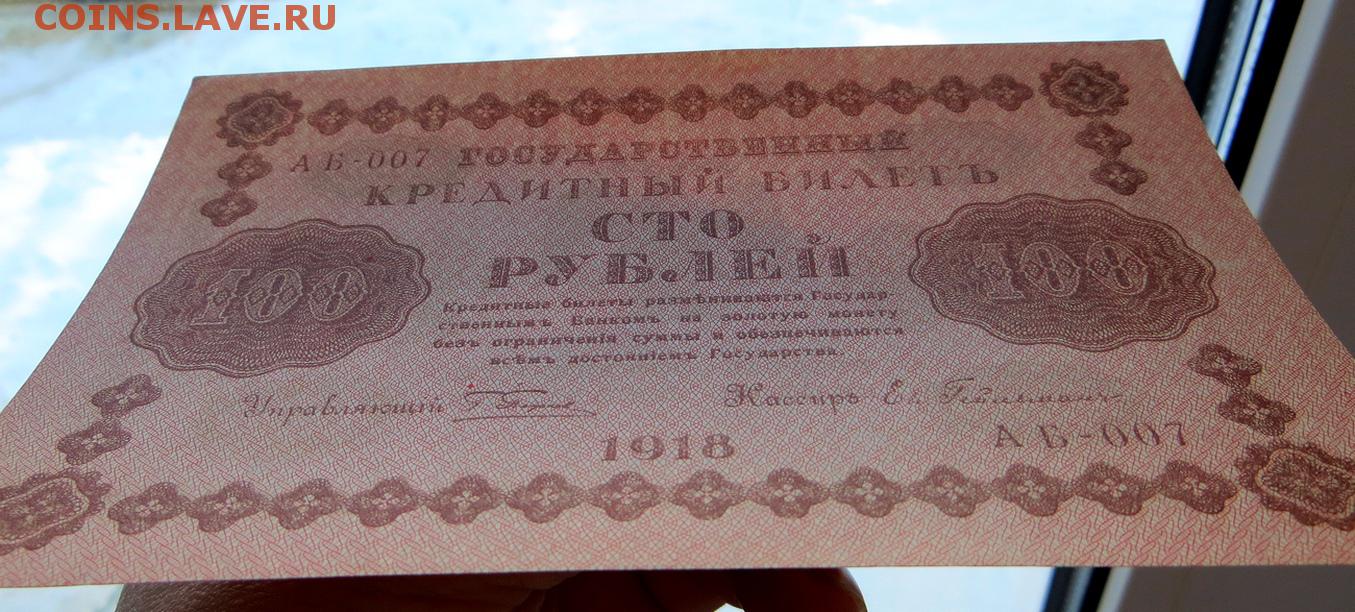 COINS.LAVE.RU
АБ-007 ГОСУДАРСТВЕННЫЙ
КРЕДИТНЫЙ БИЛЕТЪ
СТО
РУБЛЕЙ
100 100
Кредитные билеты размѣниваются Государ-
ственнымъ Банкомъ на золотую монету
безъ ограниченія суммы и обезпечиваются
всѣмъ достояніемъ Государства.
Управляющій Кассиръ
1918
АБ-007